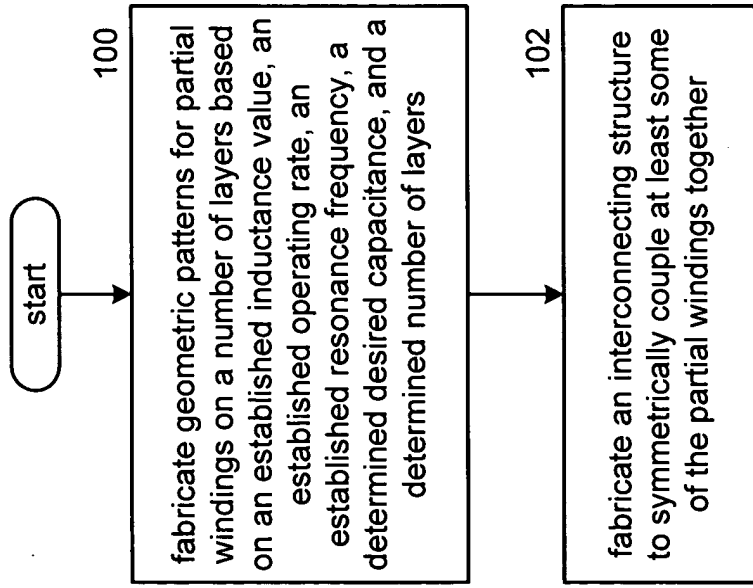 start
100
fabricate geometric patterns for partial
windings on a number of layers based
on an established inductance value, an
established operating rate, an
established resonance frequency, a
determined desired capacitance, and a
determined number of layers
102
fabricate an interconnecting structure
to symmetrically couple at least some
of the partial windings together